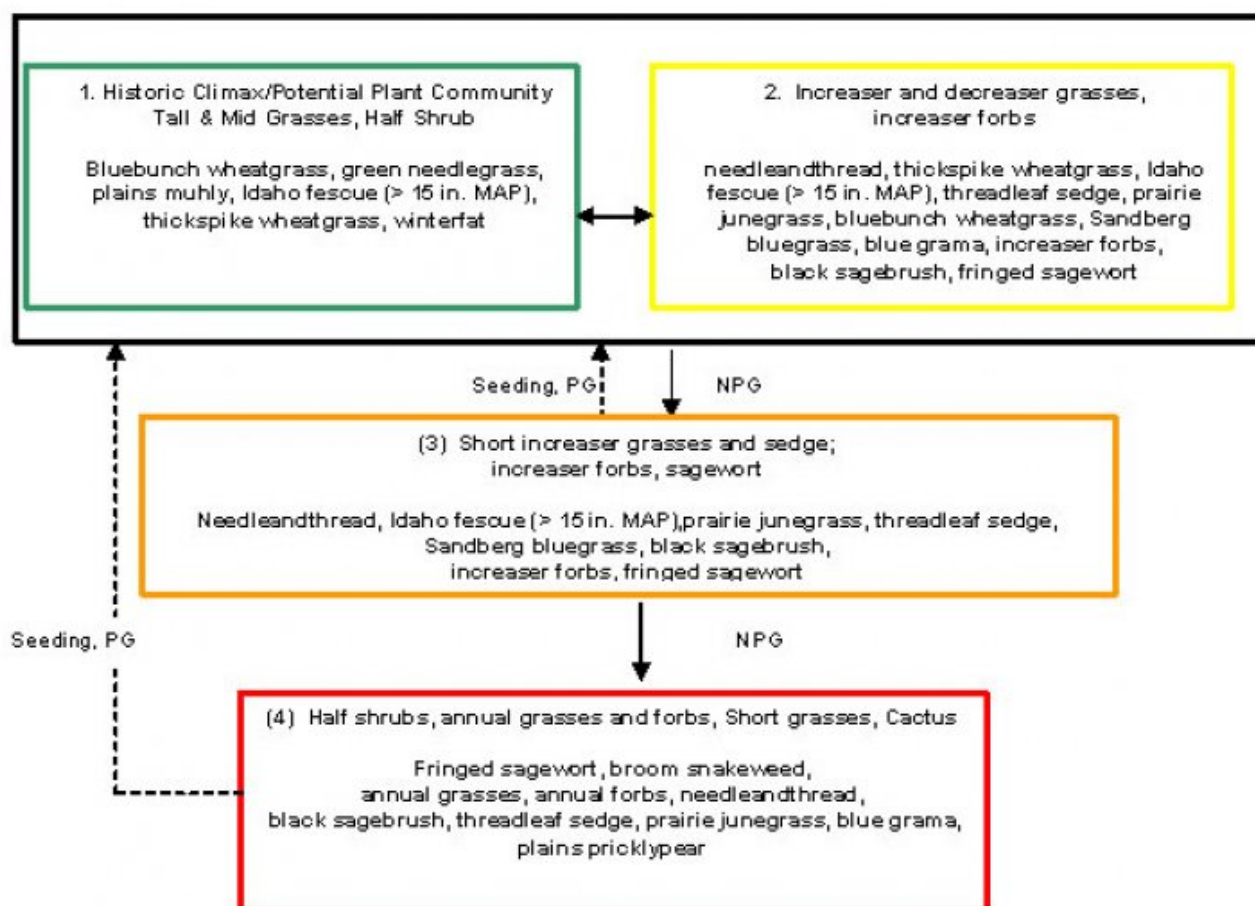 1. Historic Climax/Potential Plant Community
Tall & Mid Grasses, Half Shrub
Bluebunch wheatgrass, green needlegrass,
plains muhly, Idaho fescue (> 15 in. MAP),
thickspike wheatgrass, winterfat
2. Increaser and decreaser grasses,
increaser forbs
needleandthread, thickspike wheatgrass, Idaho
fescue (> 15 in. MAP), threadleaf sedge, prairie
junegrass, bluebunch wheatgrass, Sandberg
bluegrass, blue grama, increaser forbs,
black sagebrush, fringed sagewort
Seeding, PG
NPG
(3) Short increaser grasses and sedge;
increaser forbs, sagewort
Needleandthread, Idaho fescue (> 15 in. MAP),prairie junegrass, threadleaf sedge,
Sandberg bluegrass, black sagebrush,
increaser forbs, fringed sagewort
Seeding, PG
NPG
(4) Half shrubs, annual grasses and forbs, Short grasses, Cactus
Fringed sagewort, broom snakeweed,
annual grasses, annual forbs, needleandthread,
black sagebrush, threadleaf sedge, prairie junegrass, blue grama,
plains pricklypear